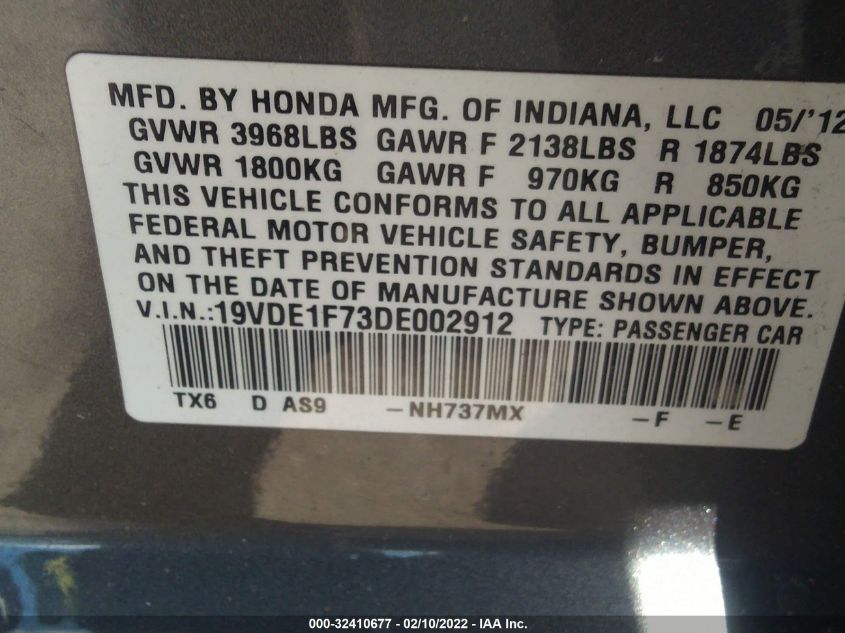 MFD. BY HONDA MFG. OF INDIANA, LLC 05/'12
GVWR 3968LBS GAWR F 2138LBS R 1874LBS
GVWR 1800KG GAWR F 970KG R 850KG
THIS VEHICLE CONFORMS TO ALL APPLICABLE
FEDERAL MOTOR VEHICLE SAFETY, BUMPER,
AND THEFT PREVENTION STANDARDS IN EFFECT
ON THE DATE OF MANUFACTURE SHOWN ABOVE.
V.I.N.:19VDE1F73DE002912 TYPE: PASSENGER CAR
TX6 D AS9 -NH737MX -F -E
000-32410677 - 02/10/2022 - IAA Inc.